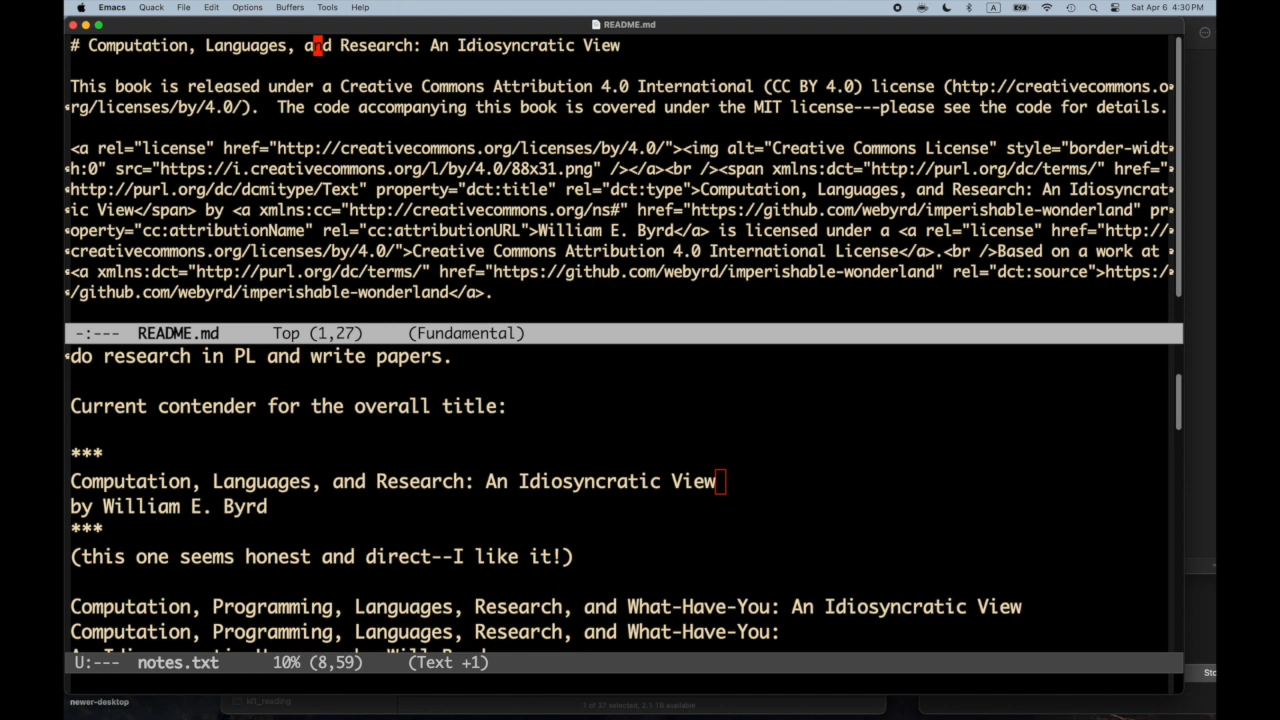 Emacs Quack File Edit Options Buffers Tools Help A Sat Apr 6 4:30 PM
README.md
# Computation, Languages, and Research: An Idiosyncratic View
This book is released under a Creative Commons Attribution 4.0 International (CC BY 4.0) license (http://creativecommons.o
rg/licenses/by/4.0/).  The code accompanying this book is covered under the MIT license---please see the code for details.
<a rel="license" href="http://creativecommons.org/licenses/by/4.0/"><img alt="Creative Commons License" style="border-widt
h:0" src="https://i.creativecommons.org/l/by/4.0/88x31.png" /></a><br /><span xmlns:dct="http://purl.org/dc/terms/" href="
http://purl.org/dc/dcmitype/Text" property="dct:title" rel="dct:type">Computation, Languages, and Research: An Idiosyncrat
ic View</span> by <a xmlns:cc="http://creativecommons.org/ns#" href="https://github.com/webyrd/imperishable-wonderland" pr
operty="cc:attributionName" rel="cc:attributionURL">William E. Byrd</a> is licensed under a <a rel="license" href="http://
creativecommons.org/licenses/by/4.0/">Creative Commons Attribution 4.0 International License</a>.<br />Based on a work at
<a xmlns:dct="http://purl.org/dc/terms/" href="https://github.com/webyrd/imperishable-wonderland" rel="dct:source">https:/
/github.com/webyrd/imperishable-wonderland</a>.
-:---  README.md      Top (1,27)     (Fundamental)
do research in PL and write papers.
Current contender for the overall title:
***
Computation, Languages, and Research: An Idiosyncratic View
by William E. Byrd
***
(this one seems honest and direct--I like it!)
Computation, Programming, Languages, Research, and What-Have-You: An Idiosyncratic View
Computation, Programming, Languages, Research, and What-Have-You:
U:---  notes.txt      10% (8,59)     (Text +1)
Sto
newer-desktop
1 of 37 selected, 2.1 TB available